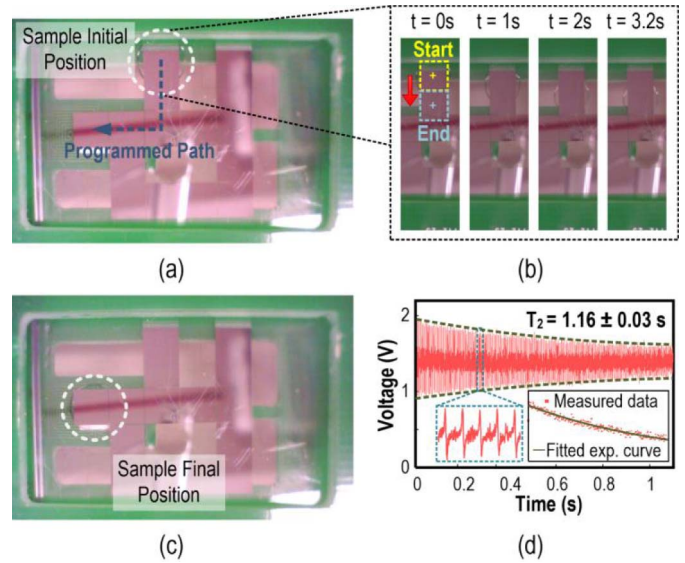 Sample Initial
Position
Programmed Path
(a)
t = 0s t = 1s t = 2s t = 3.2s
Start
End
(b)
Sample Final
Position
(c)
T2 = 1.16 ± 0.03 s
Voltage (V)
2
1
0
Measured data
Fitted exp. curve
0 0.2 0.4 0.6 0.8 1
Time (s)
(d)